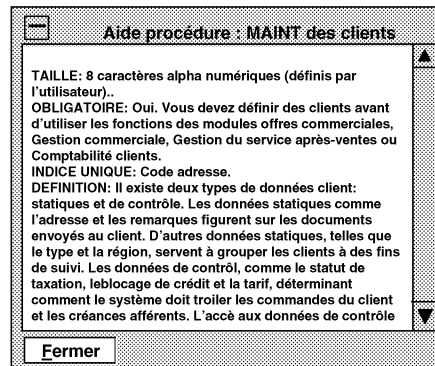 Aide procédure : MAINT des clients
TAILLE: 8 caractères alpha numériques (définis par
l'utilisateur)..
OBLIGATOIRE: Oui. Vous devez définir des clients avant
d'utiliser les fonctions des modules offres commerciales,
Gestion commerciale, Gestion du service après-ventes ou
Comptabilité clients.
INDICE UNIQUE: Code adresse.
DEFINITION: Il existe deux types de données client:
statiques et de contrôle. Les données statiques comme
l'adresse et les remarques figurent sur les documents
envoyés au client. D'autres données statiques, telles que
le type et la région, servent à grouper les clients à des fins
de suivi. Les données de contrôl, comme le statut de
taxation, leblocage de crédit et la tarif, déterminant
comment le système doit troiler les commandes du client
et les créances afférents. L'accè aux données de contrôle
Fermer